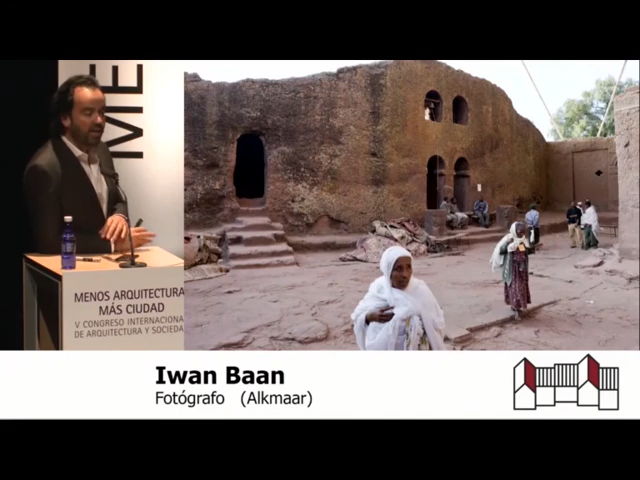 ME
MENOS ARQUITECTURA
MÁS CIUDAD
V CONGRESO INTERNACIONAL
DE ARQUITECTURA Y SOCIEDAD
Iwan Baan
Fotógrafo (Alkmaar)